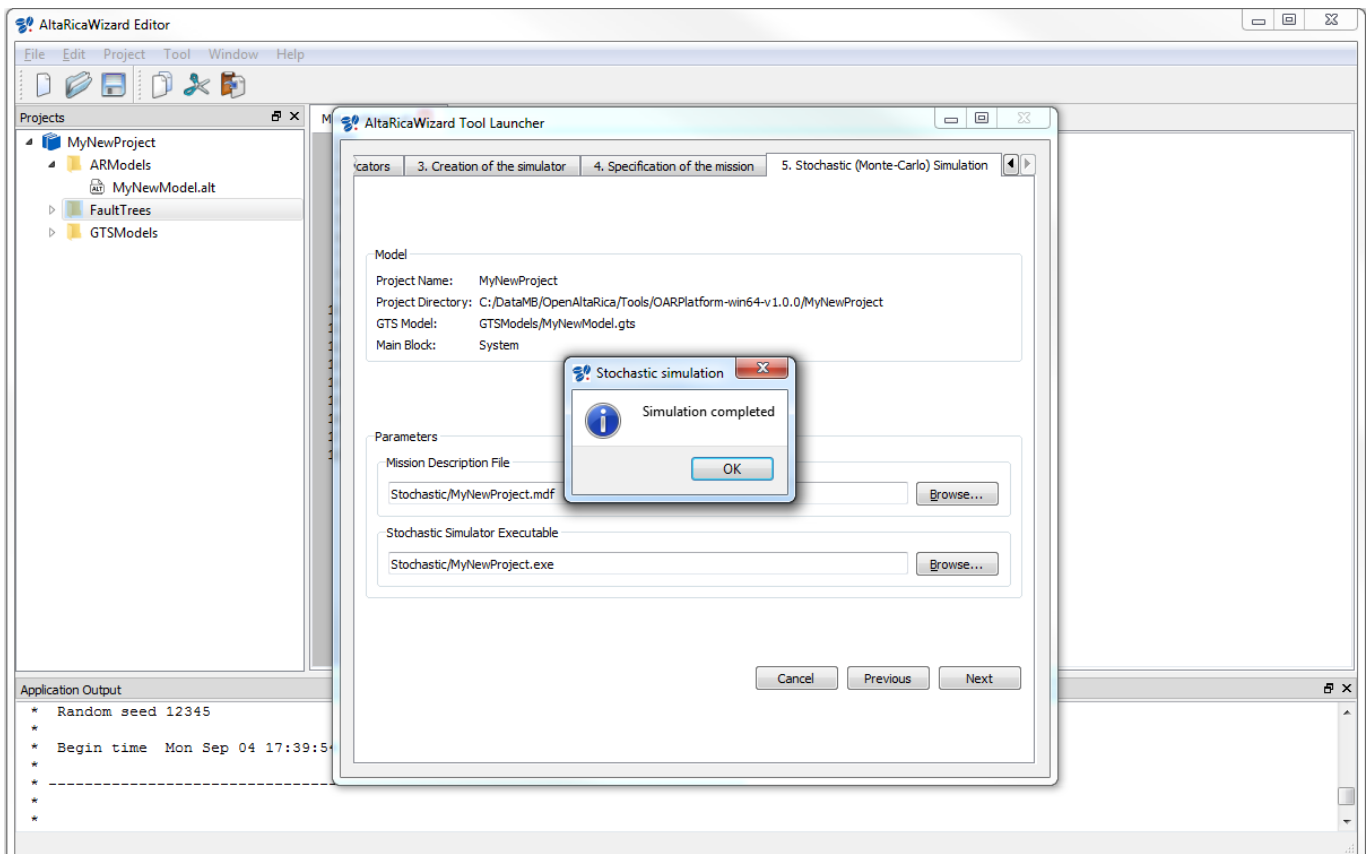 AltaRicaWizard Editor
File Edit Project Tool Window Help
Projects
MyNewProject
ARModels
MyNewModel.alt
FaultTrees
GTSModels
M
AltaRicaWizard Tool Launcher
cators 3. Creation of the simulator 4. Specification of the mission 5. Stochastic (Monte-Carlo) Simulation
Model
Project Name: MyNewProject
Project Directory: C:/DataMB/OpenAltaRica/Tools/OARPlatform-win64-v1.0.0/MyNewProject
GTS Model: GTSModels/MyNewModel.gts
Main Block: System
Stochastic simulation
Simulation completed
OK
Parameters
Mission Description File
Stochastic/MyNewProject.mdf Browse...
Stochastic Simulator Executable
Stochastic/MyNewProject.exe Browse...
Cancel Previous Next
Application Output
* Random seed 12345
*
* Begin time Mon Sep 04 17:39:54
*
* ---------------------------------
*
*